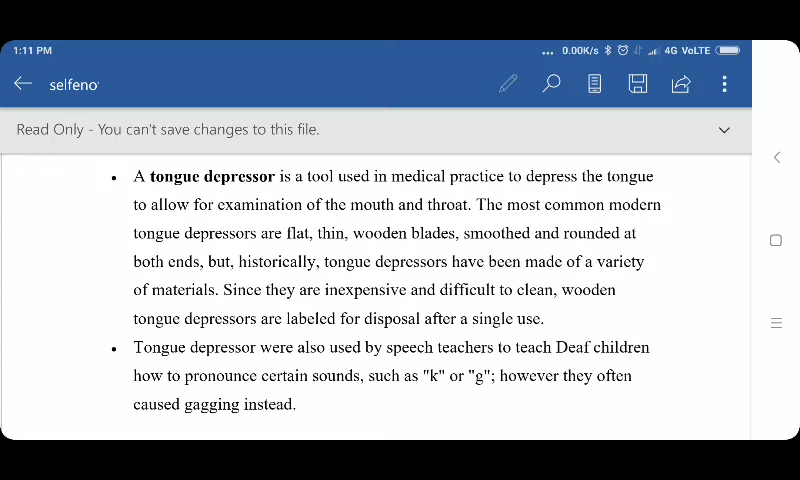 1:11 PM ... 0.00K/s 4G VoLTE
selfeno
Read Only - You can't save changes to this file.
• A tongue depressor is a tool used in medical practice to depress the tongue
to allow for examination of the mouth and throat. The most common modern
tongue depressors are flat, thin, wooden blades, smoothed and rounded at
both ends, but, historically, tongue depressors have been made of a variety
of materials. Since they are inexpensive and difficult to clean, wooden
tongue depressors are labeled for disposal after a single use.
• Tongue depressor were also used by speech teachers to teach Deaf children
how to pronounce certain sounds, such as "k" or "g"; however they often
caused gagging instead.